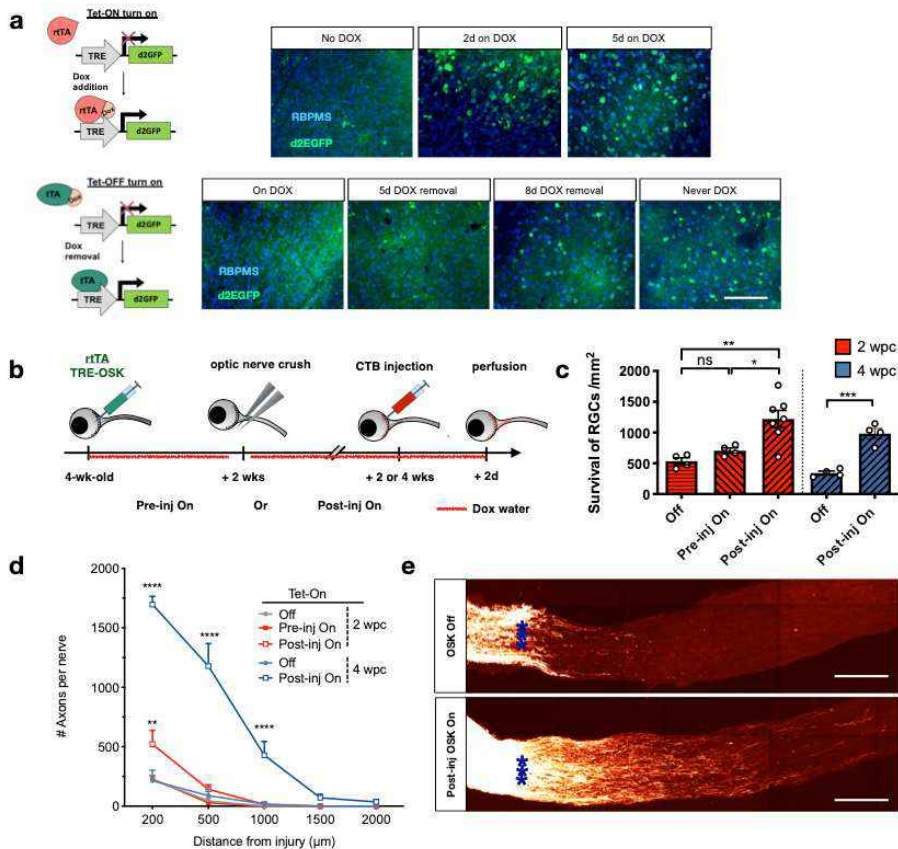 a
Tet-ON turn on
rtTA
TRE
d2GFP
Dox
addition
rtTA
Dox
TRE
d2GFP
No DOX
2d on DOX
5d on DOX
RBPMS
d2EGFP
Tet-OFF turn on
tTA
Dox
TRE
d2GFP
Dox
removal
tTA
TRE
d2GFP
On DOX
5d DOX removal
8d DOX removal
Never DOX
RBPMS
d2EGFP
b
rtTA
TRE-OSK
optic nerve crush
CTB injection
perfusion
4-wk-old
+ 2 wks
+ 2 or 4 wks
+ 2d
Pre-inj On
Or
Post-inj On
Dox water
c
2 wpc
4 wpc
Survival of RGCs /mm²
2000
1500
1000
500
0
**
ns
*
***
Off
Pre-inj On
Post-inj On
Off
Post-inj On
d
# Axons per nerve
2000
1750
1500
1000
500
0
****
****
****
**
Tet-On
Off
Pre-inj On
Post-inj On
2 wpc
Off
Post-inj On
4 wpc
200
500
1000
1500
2000
Distance from injury (µm)
e
OSK Off
***
Post-inj OSK On
***